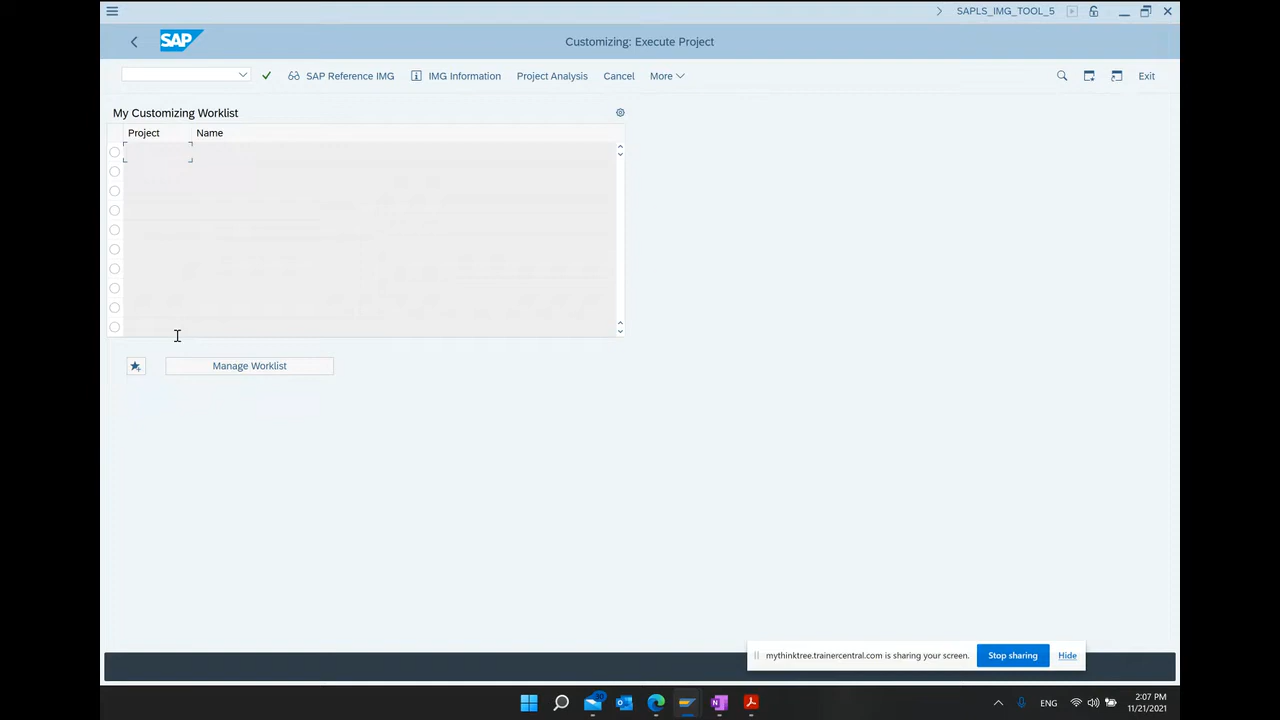 SAPLS_IMG_TOOL_5
SAP
Customizing: Execute Project
SAP Reference IMG
IMG Information
Project Analysis
Cancel
More
Exit
My Customizing Worklist
Project
Name
Manage Worklist
mythinktree.trainercentral.com is sharing your screen.
Stop sharing
Hide
ENG
2:07 PM
11/21/2021